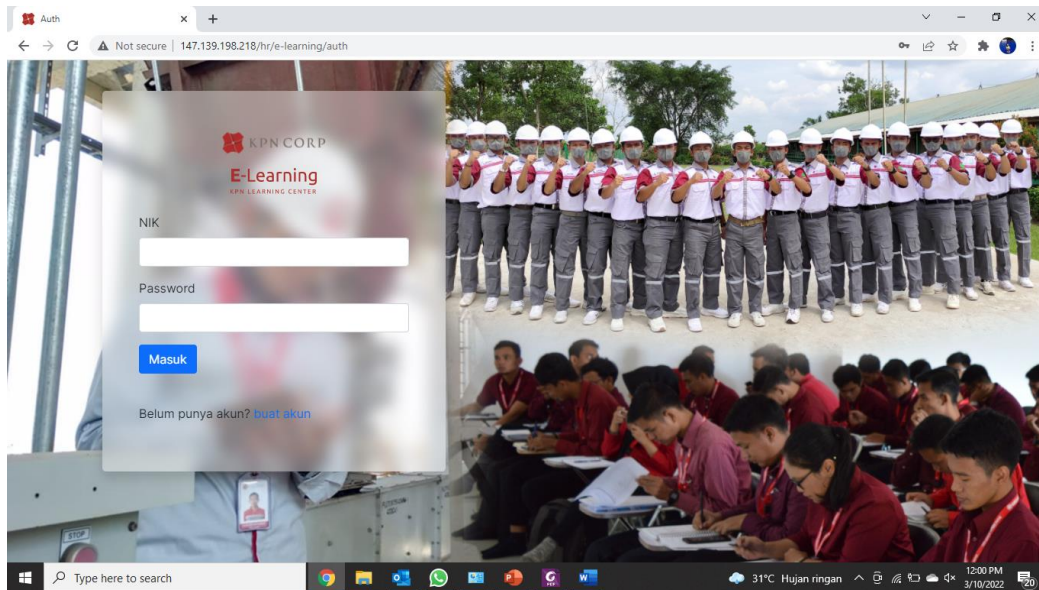 Auth
Not secure
147.139.198.218/hr/e-learning/auth
KPN CORP
E-Learning
KPN LEARNING CENTER
NIK
Password
Masuk
Belum punya akun? buat akun
STOP
Type here to search
31°C Hujan ringan
12:00 PM
3/10/2022
20